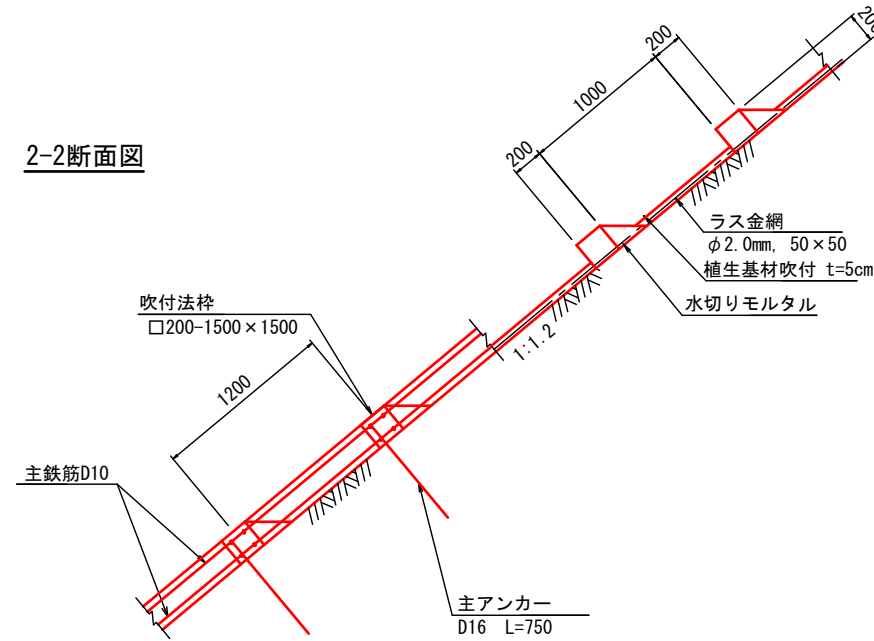 200
200
1000
200
2-2断面図
ラス金網
φ2.0mm, 50×50
植生基材吹付 t=5cm
水切りモルタル
吹付法枠
□200-1500×1500
1:1.2
1200
主鉄筋D10
主アンカー
D16 L=750